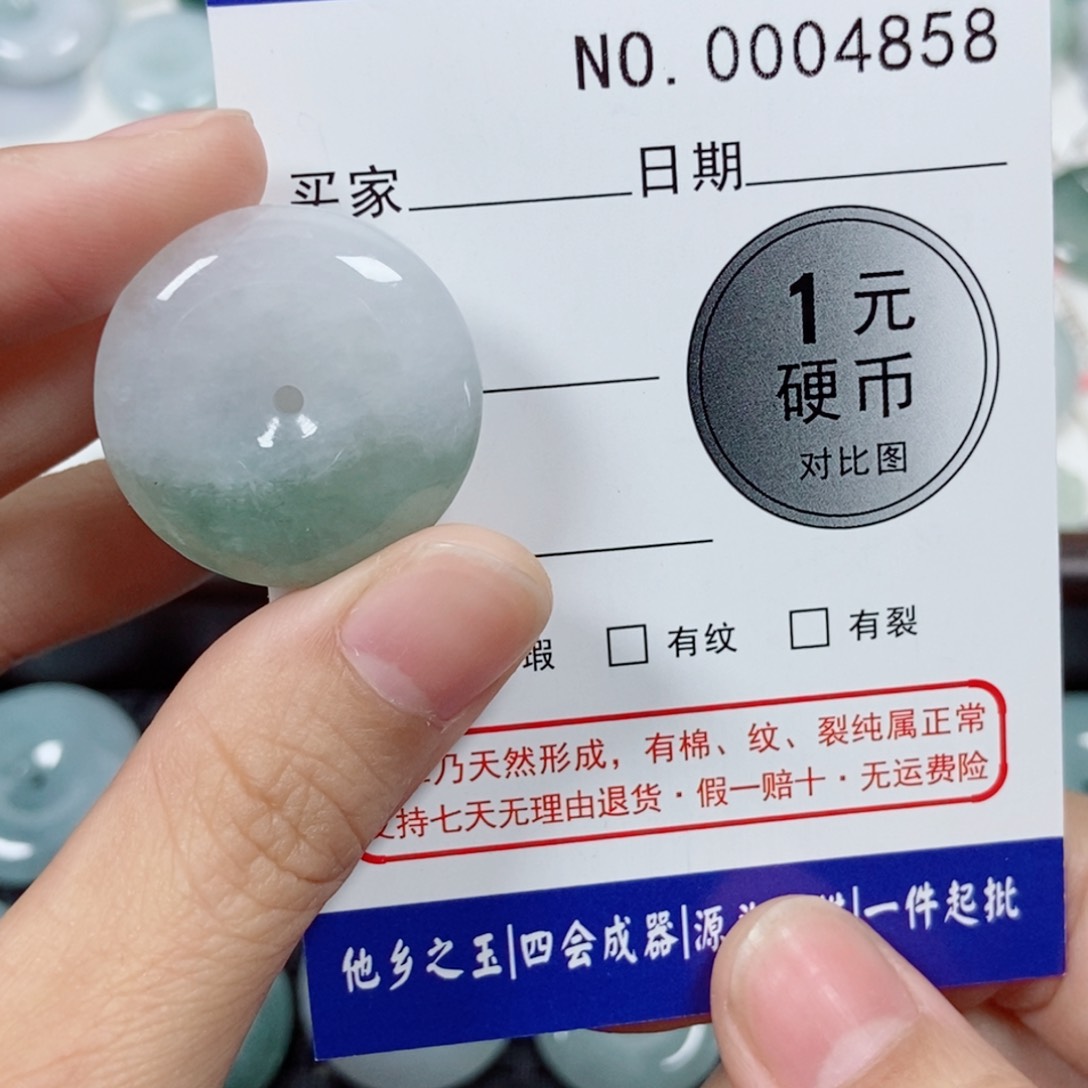 NO. 0004858
买家 日期
1元
硬币
对比图
瑕 □ 有纹 □ 有裂
乃天然形成，有棉、纹、裂纯属正常
支持七天无理由退货·假一赔十·无运费险
他乡之玉|四会成器|源 |一件起批